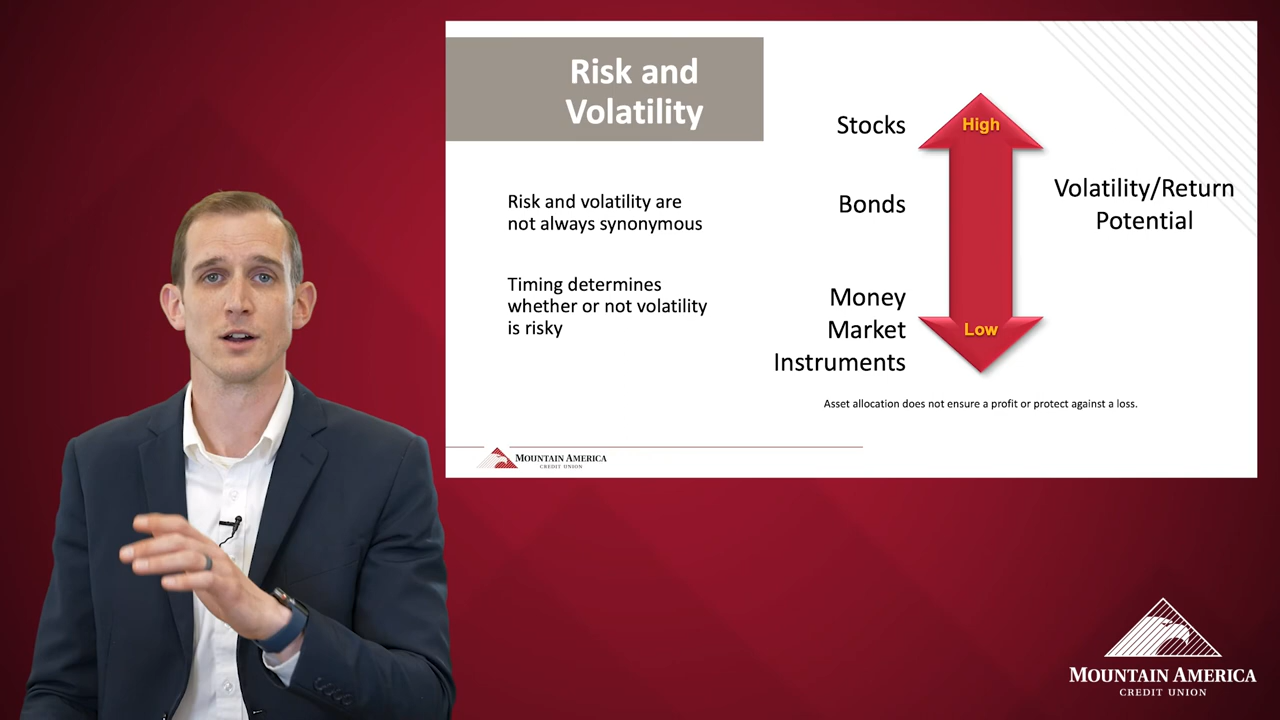 Risk and
Volatility
Risk and volatility are
not always synonymous
Timing determines
whether or not volatility
is risky
Stocks
Bonds
Money
Market
Instruments
High
Low
Volatility/Return
Potential
Asset allocation does not ensure a profit or protect against a loss.
MOUNTAIN AMERICA
CREDIT UNION
MOUNTAIN AMERICA
CREDIT UNION